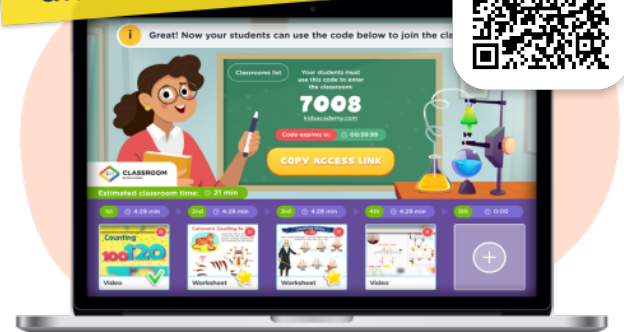 Great! Now your students can use the code below to join the cla
Classrooms list
Your students must
use this code to enter
the classroom:
7008
kidsacademy.com
Code expires in: 00:59:99
COPY ACCESS LINK
CLASSROOM
Estimated classroom time: 21 min
1st 4.29 min
2nd 4.29 min
3rd 4.29 min
4th 4.29 min
5th 0:00
Counting
100 120
Video
Worksheet
Worksheet
Video